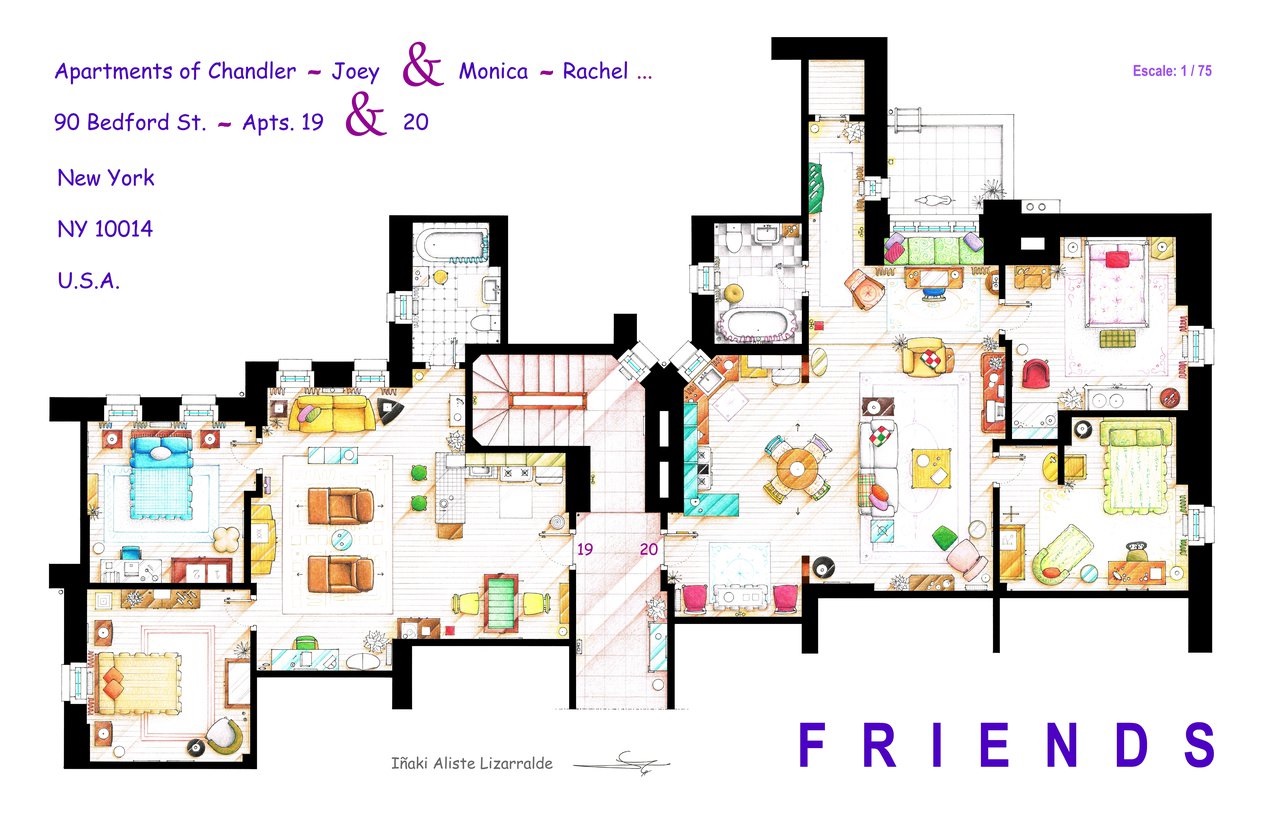 Apartments of Chandler ~ Joey & Monica ~ Rachel ...
Escale: 1 / 75
90 Bedford St. ~ Apts. 19 & 20
New York
NY 10014
U.S.A.
19 20
Iñaki Aliste Lizarralde
FRIENDS